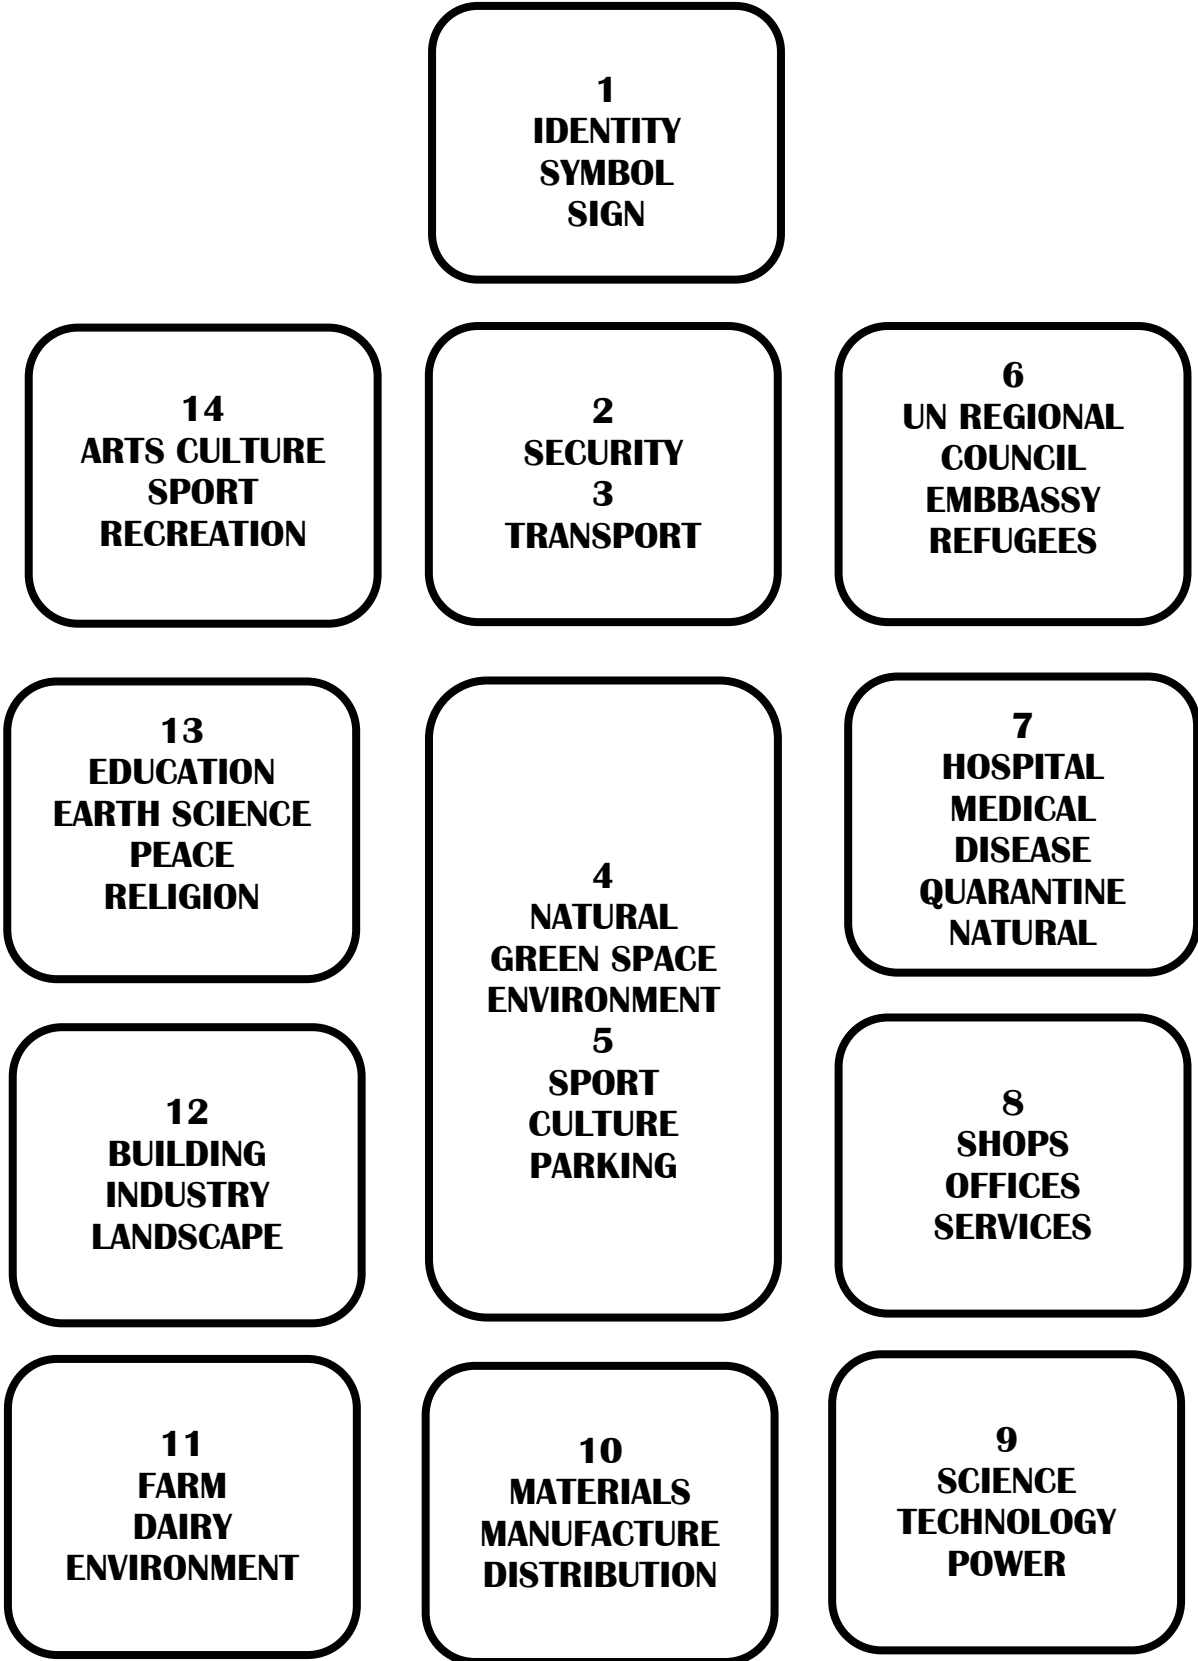 1
IDENTITY
SYMBOL
SIGN
14
ARTS CULTURE
SPORT
RECREATION
2
SECURITY
3
TRANSPORT
6
UN REGIONAL
COUNCIL
EMBBASSY
REFUGEES
13
EDUCATION
EARTH SCIENCE
PEACE
RELIGION
4
NATURAL
GREEN SPACE
ENVIRONMENT
5
SPORT
CULTURE
PARKING
7
HOSPITAL
MEDICAL
DISEASE
QUARANTINE
NATURAL
12
BUILDING
INDUSTRY
LANDSCAPE
8
SHOPS
OFFICES
SERVICES
11
FARM
DAIRY
ENVIRONMENT
10
MATERIALS
MANUFACTURE
DISTRIBUTION
9
SCIENCE
TECHNOLOGY
POWER